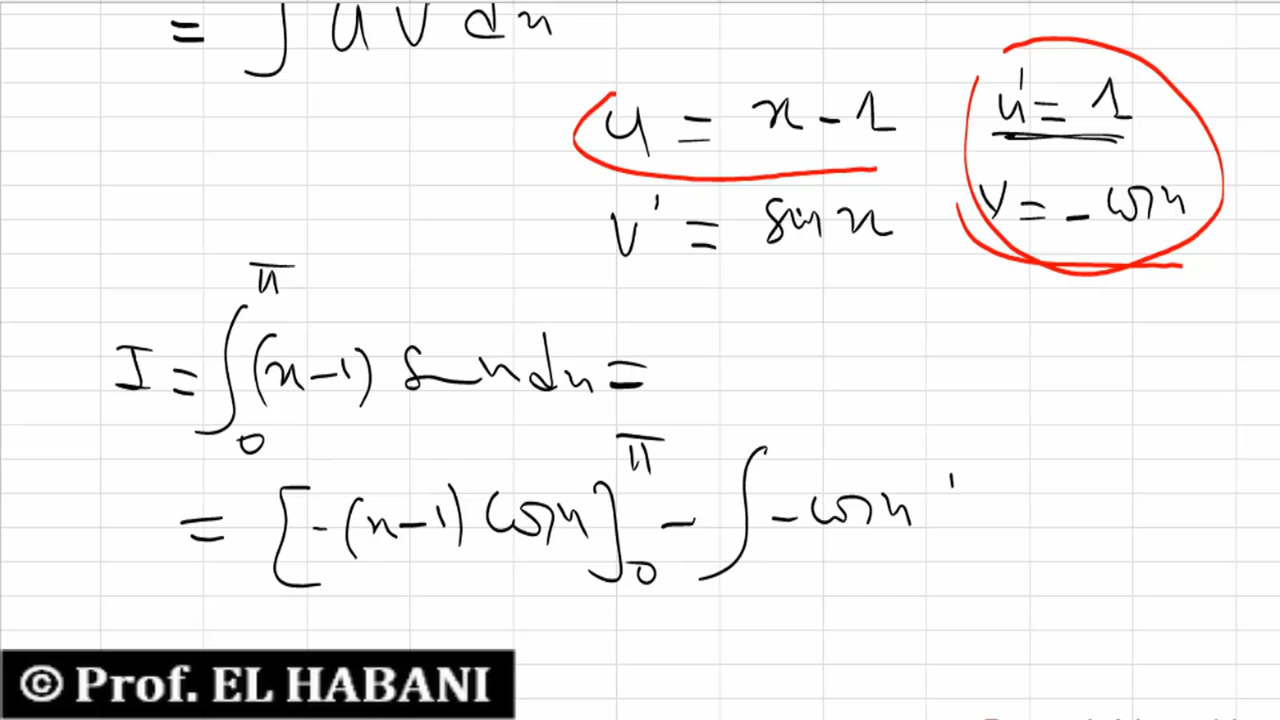 = ∫ u v dx
u = x - 1
u' = 1
v' = sin x
v = - cos x
I = ∫₀^π (x-1) sin x dx =
= [-(x-1) cos x]₀^π - ∫ - cos x
© Prof. EL HABANI